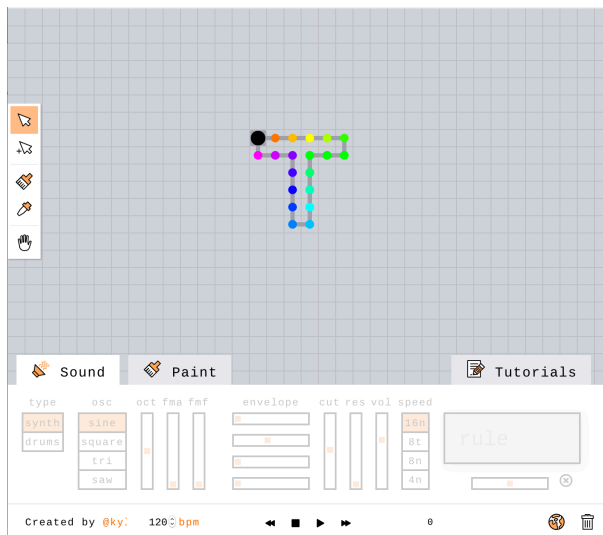 Sound
Paint
Tutorials
type osc oct fma fmf envelope cut res vol speed
synth sine 16n
drums square 8t
tri 8n
saw 4n
rule
Created by @ky. 120 bpm 0